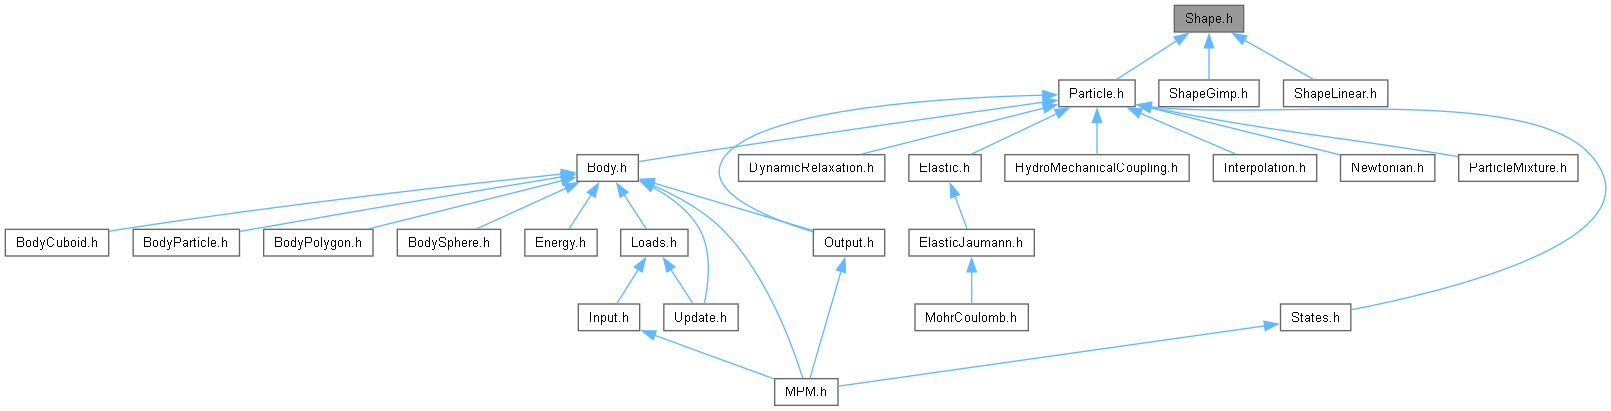 Shape.h
Particle.h
ShapeGimp.h
ShapeLinear.h
Body.h
DynamicRelaxation.h
Elastic.h
HydroMechanicalCoupling.h
Interpolation.h
Newtonian.h
ParticleMixture.h
BodyCuboid.h
BodyParticle.h
BodyPolygon.h
BodySphere.h
Energy.h
Loads.h
Output.h
ElasticJaumann.h
Input.h
Update.h
MohrCoulomb.h
States.h
MPM.h